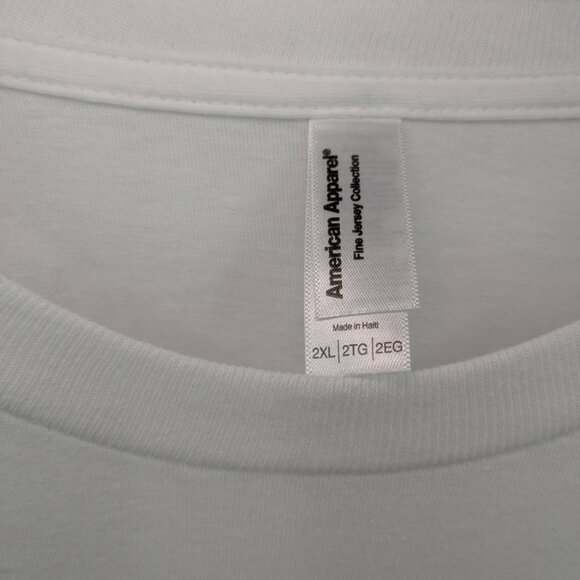 American Apparel®
Fine Jersey Collection
Made in Haiti
2XL|2TG|2EG